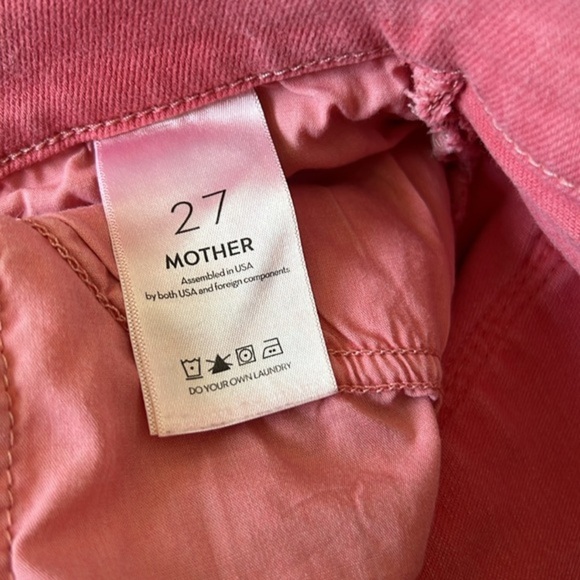 27
MOTHER
Assembled in USA
by both USA and foreign components
DO YOUR OWN LAUNDRY